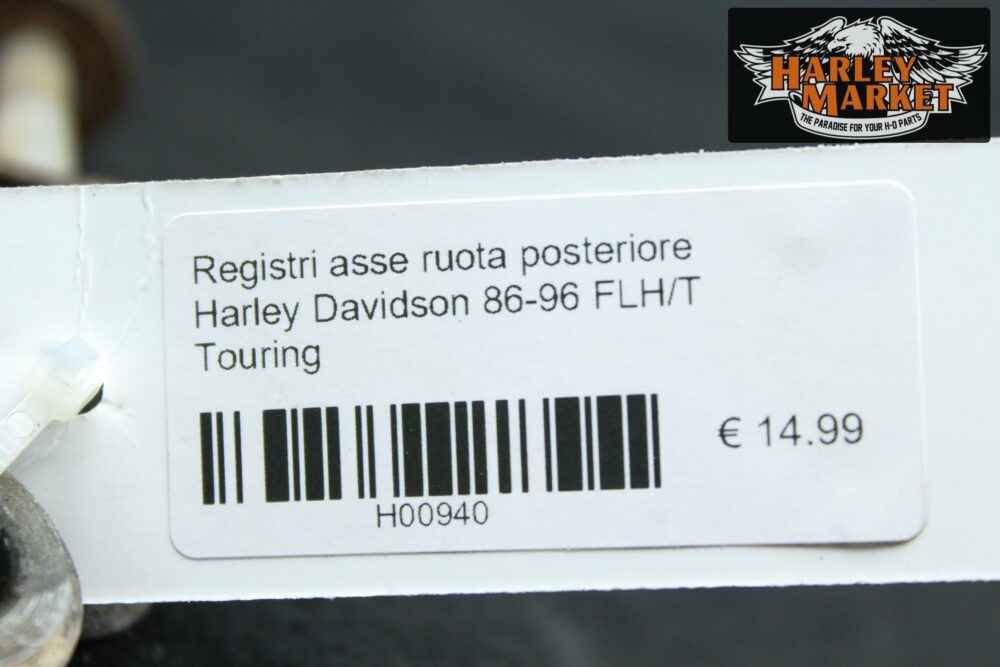 HARLEY
MARKET
THE PARADISE FOR YOUR H-D PARTS
Registri asse ruota posteriore
Harley Davidson 86-96 FLH/T
Touring
€ 14.99
H00940